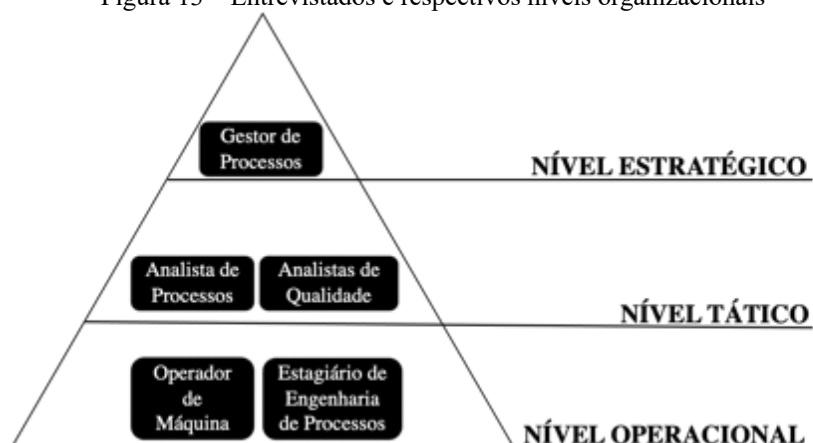 Entrevistados e respectivos níveis organizacionais
Gestor de
Processos
NÍVEL ESTRATÉGICO
Analista de
Processos
Analistas de
Qualidade
NÍVEL TÁTICO
Operador
de
Máquina
Estagiário de
Engenharia
de Processos
NÍVEL OPERACIONAL